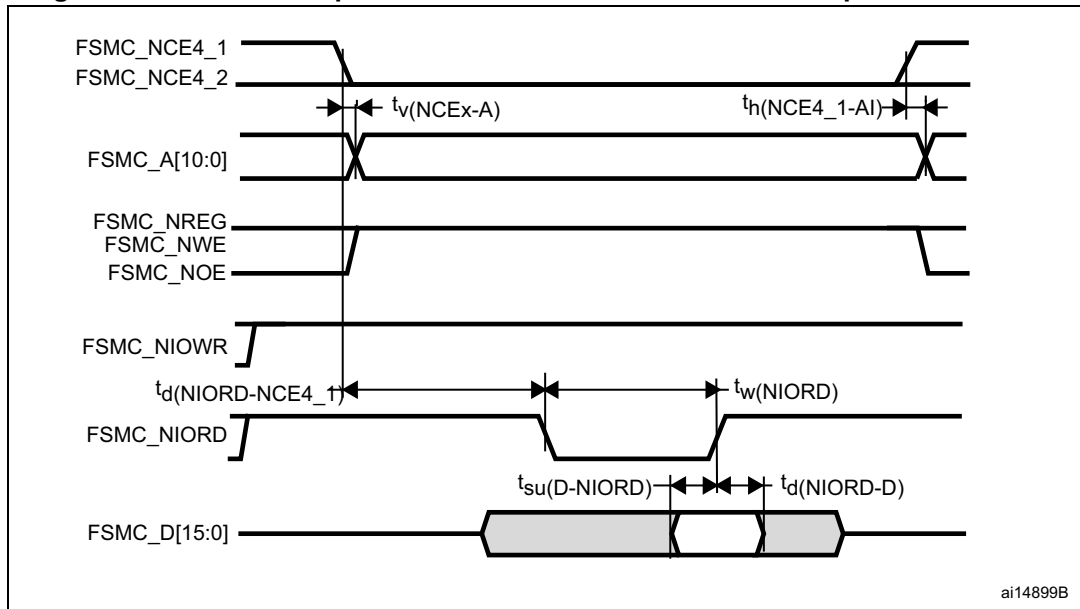 FSMC_NCE4_1
FSMC_NCE4_2
tv(NCEx-A)
th(NCE4_1-AI)
FSMC_A[10:0]
FSMC_NREG
FSMC_NWE
FSMC_NOE
FSMC_NIOWR
td(NIORD-NCE4_1)
tw(NIORD)
FSMC_NIORD
tsu(D-NIORD)
td(NIORD-D)
FSMC_D[15:0]
ai14899B